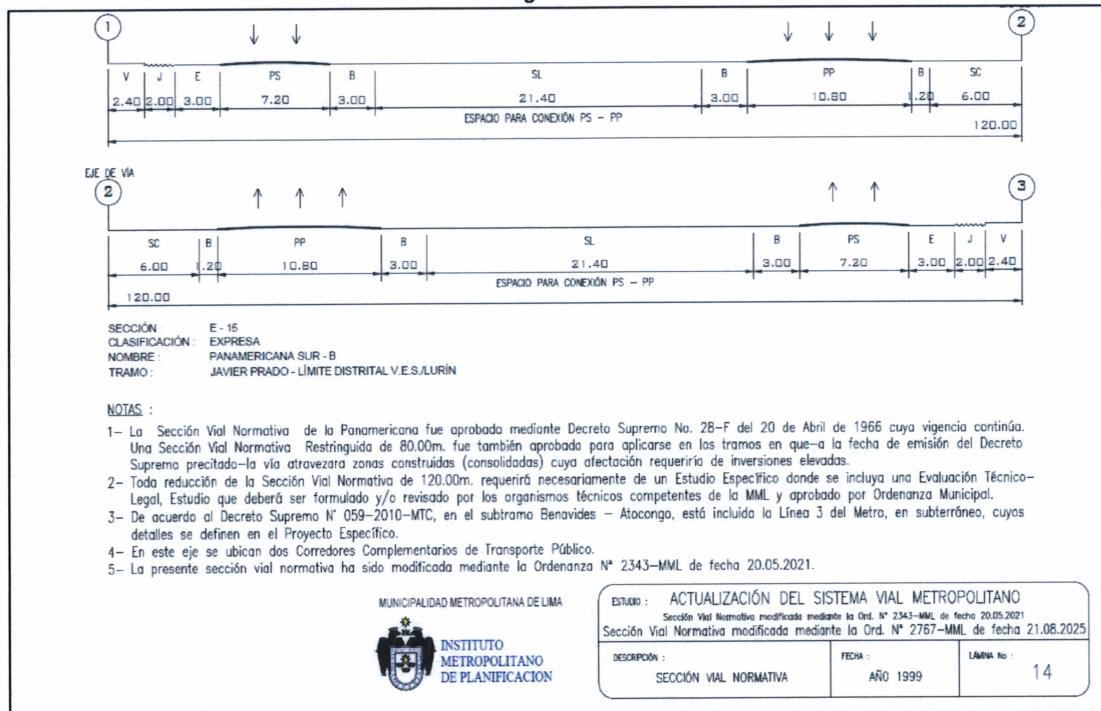 1
2
V J E PS B SL B PP B SC
2.40 2.00 3.00 7.20 3.00 21.40 3.00 10.80 1.20 6.00
ESPACIO PARA CONEXIÓN PS - PP
120.00
EJE DE VÍA
2
3
SC B PP B SL B PS E J V
6.00 1.20 10.80 3.00 21.40 3.00 7.20 3.00 2.00 2.40
ESPACIO PARA CONEXIÓN PS - PP
120.00
SECCIÓN : E - 15
CLASIFICACIÓN : EXPRESA
NOMBRE : PANAMERICANA SUR - B
TRAMO : JAVIER PRADO - LÍMITE DISTRITAL V.E.S./LURÍN
NOTAS :
1- La Sección Vial Normativa de la Panamericana fue aprobada mediante Decreto Supremo No. 28-F del 20 de Abril de 1966 cuya vigencia continúa.
Una Sección Vial Normativa Restringuida de 80.00m. fue también aprobada para aplicarse en los tramos en que-a la fecha de emisión del Decreto
Supremo precitado-la vía atravezara zonas construidas (consolidadas) cuya afectación requeriría de inversiones elevadas.
2- Toda reducción de la Sección Vial Normativa de 120.00m. requerirá necesariamente de un Estudio Específico donde se incluya una Evaluación Técnico-
Legal, Estudio que deberá ser formulado y/o revisado por los organismos técnicos competentes de la MML y aprobado por Ordenanza Municipal.
3- De acuerdo al Decreto Supremo N° 059-2010-MTC, en el subtramo Benavides - Atocongo, está incluida la Línea 3 del Metro, en subterráneo, cuyos
detalles se definen en el Proyecto Específico.
4- En este eje se ubican dos Corredores Complementarios de Transporte Público.
5- La presente sección vial normativa ha sido modificada mediante la Ordenanza N° 2343-MML de fecha 20.05.2021.
MUNICIPALIDAD METROPOLITANA DE LIMA
INSTITUTO
METROPOLITANO
DE PLANIFICACION
ESTUDIO : ACTUALIZACIÓN DEL SISTEMA VIAL METROPOLITANO
Sección Vial Normativa modificada mediante la Ord. N° 2343-MML de fecha 20.05.2021
Sección Vial Normativa modificada mediante la Ord. N° 2767-MML de fecha 21.08.2025
DESCRIPCIÓN :
SECCIÓN VIAL NORMATIVA
FECHA :
AÑO 1999
LÁMINA No :
14